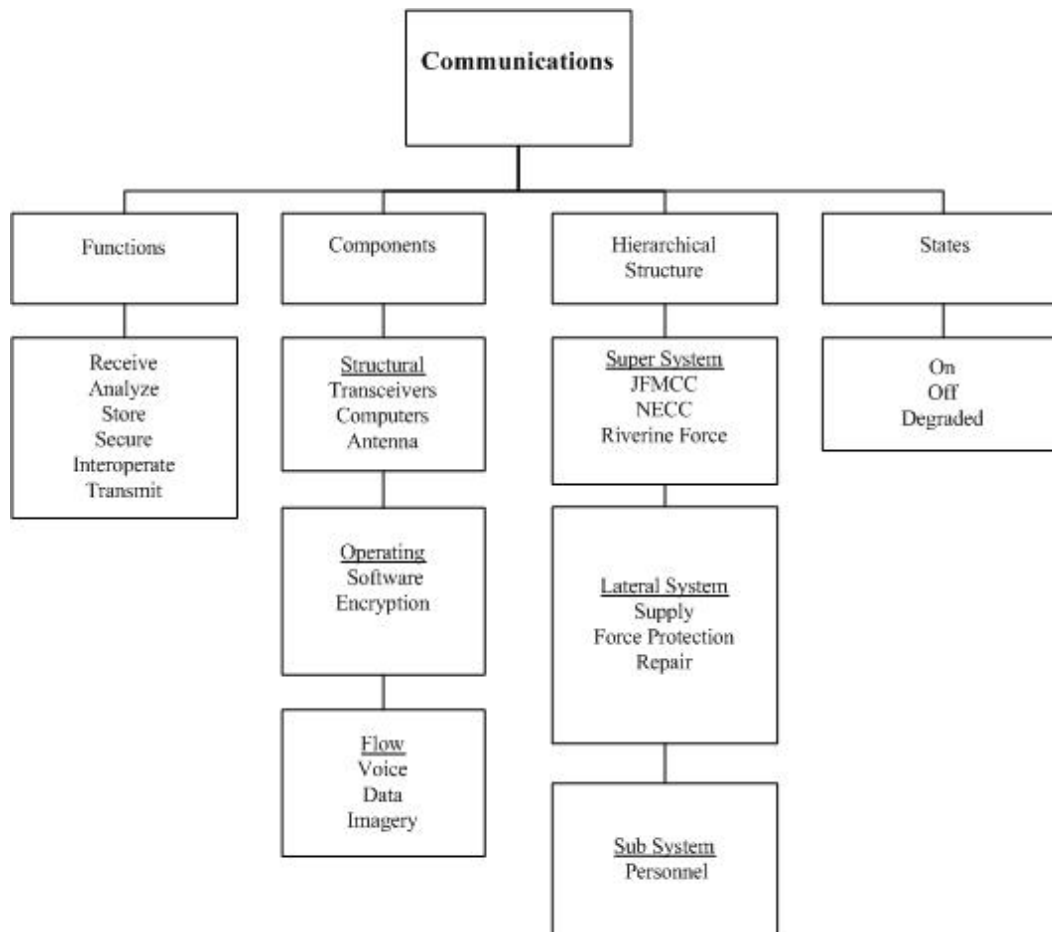 Communications
Functions
Components
Hierarchical
Structure
States
Receive
Analyze
Store
Secure
Interoperate
Transmit
Structural
Transceivers
Computers
Antenna
Operating
Software
Encryption
Flow
Voice
Data
Imagery
Super System
JFMCC
NECC
Riverine Force
Lateral System
Supply
Force Protection
Repair
Sub System
Personnel
On
Off
Degraded